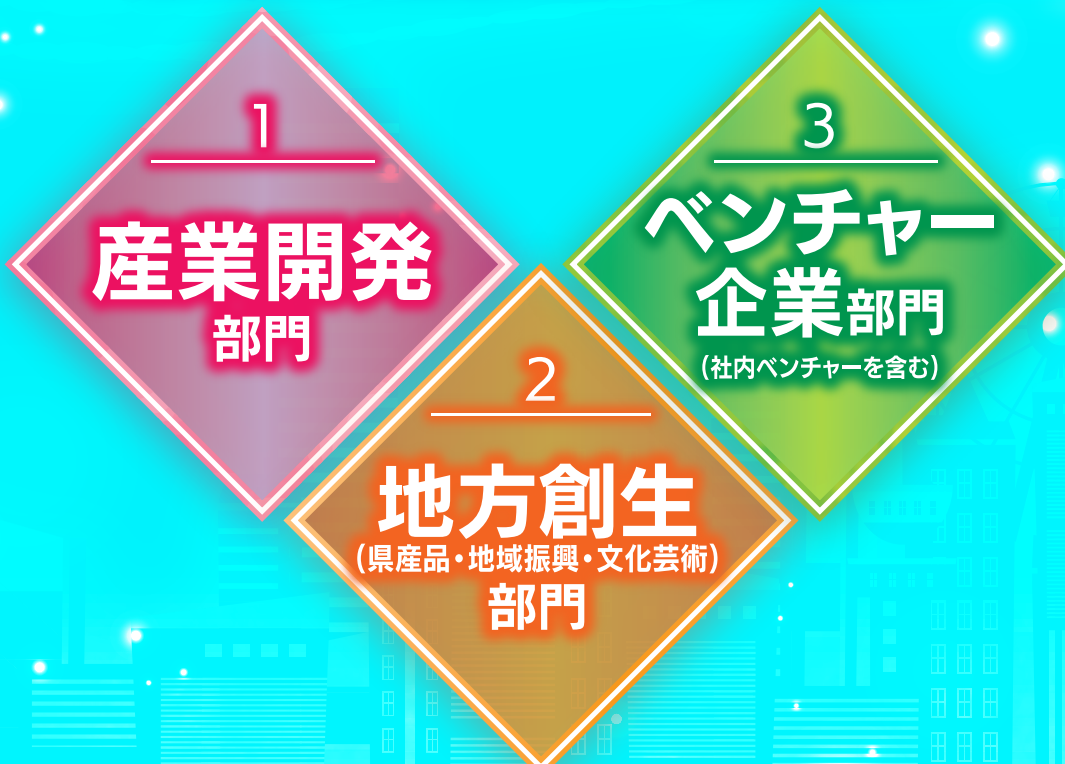 1
産業開発
部門
2
地方創生
(県産品・地域振興・文化芸術)
部門
3
ベンチャー
企業部門
(社内ベンチャーを含む)